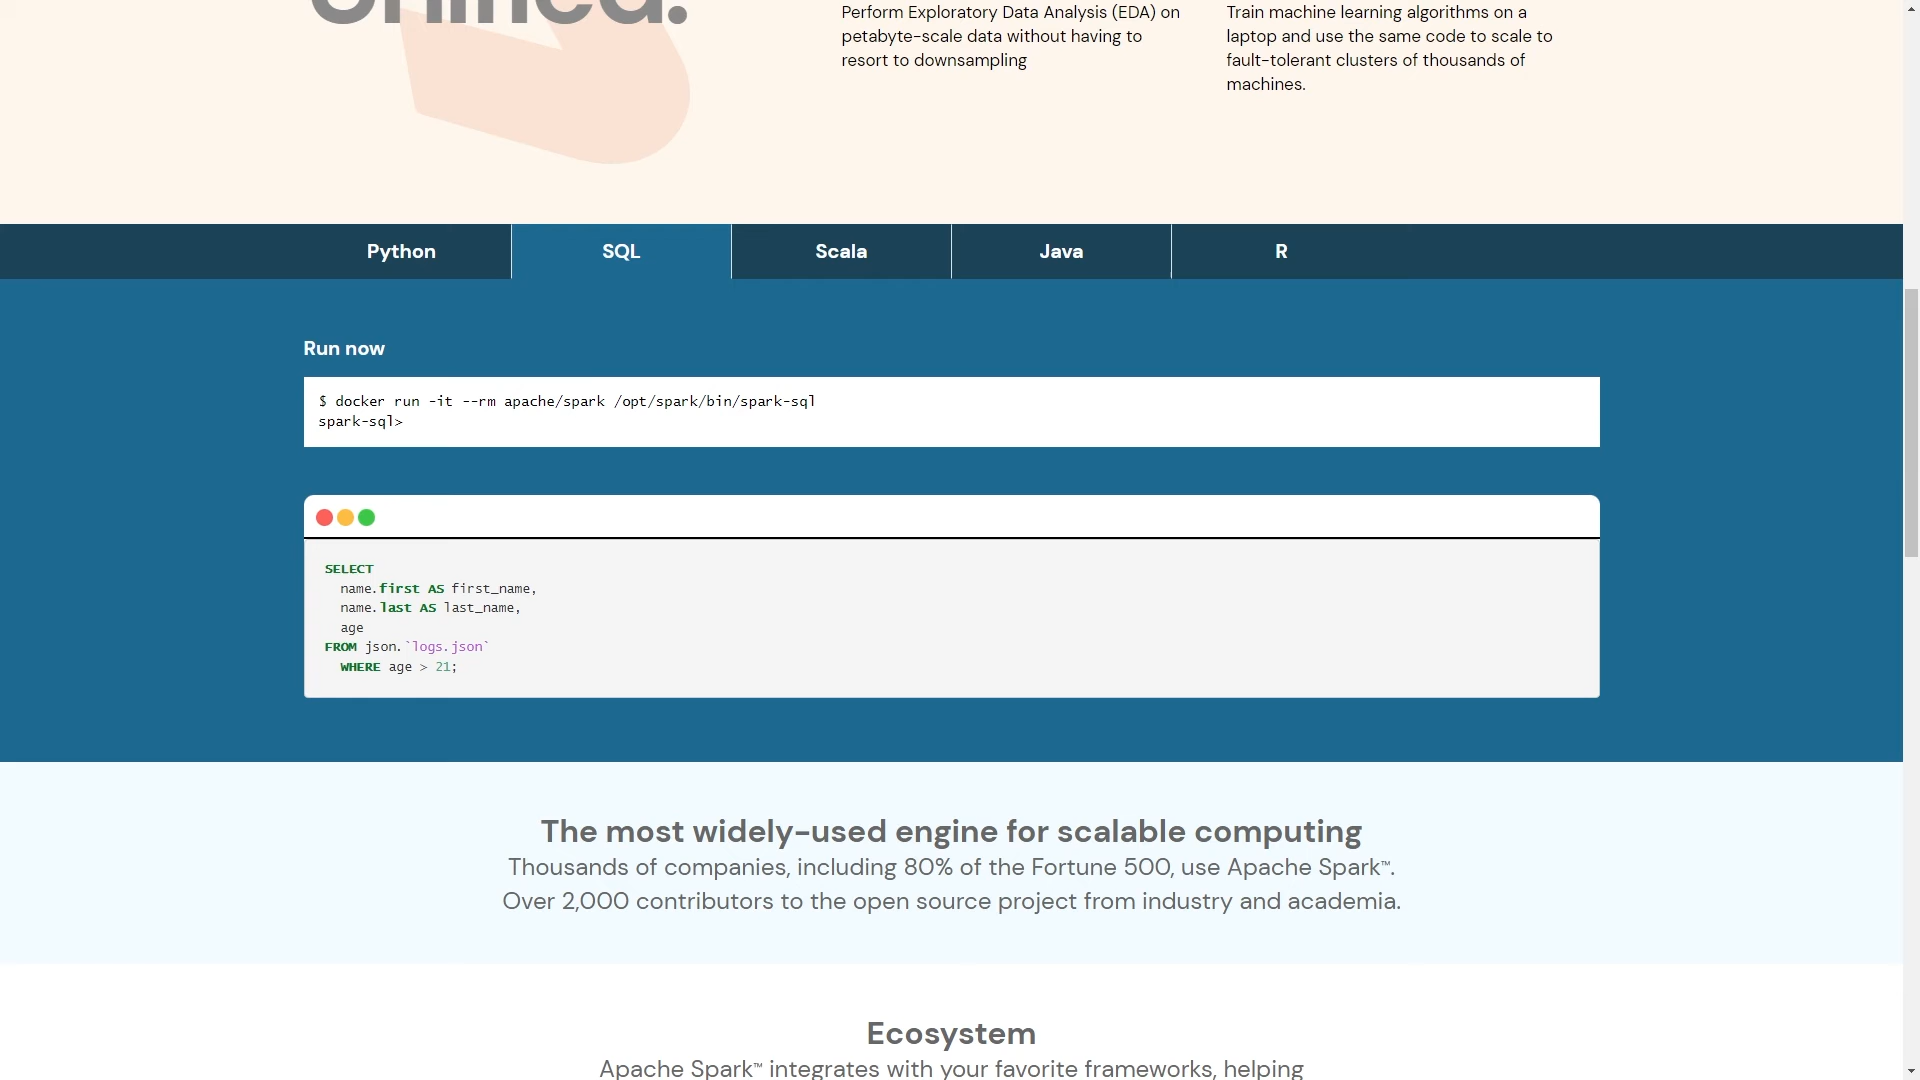 Unified.
Perform Exploratory Data Analysis (EDA) on
petabyte-scale data without having to
resort to downsampling
Train machine learning algorithms on a
laptop and use the same code to scale to
fault-tolerant clusters of thousands of
machines.
Python
SQL
Scala
Java
R
Run now
$ docker run -it --rm apache/spark /opt/spark/bin/spark-sql
spark-sql>
SELECT
name.first AS first_name,
name.last AS last_name,
age
FROM json.`logs.json`
WHERE age > 21;
The most widely-used engine for scalable computing
Thousands of companies, including 80% of the Fortune 500, use Apache Spark™.
Over 2,000 contributors to the open source project from industry and academia.
Ecosystem
Apache Spark™ integrates with your favorite frameworks, helping